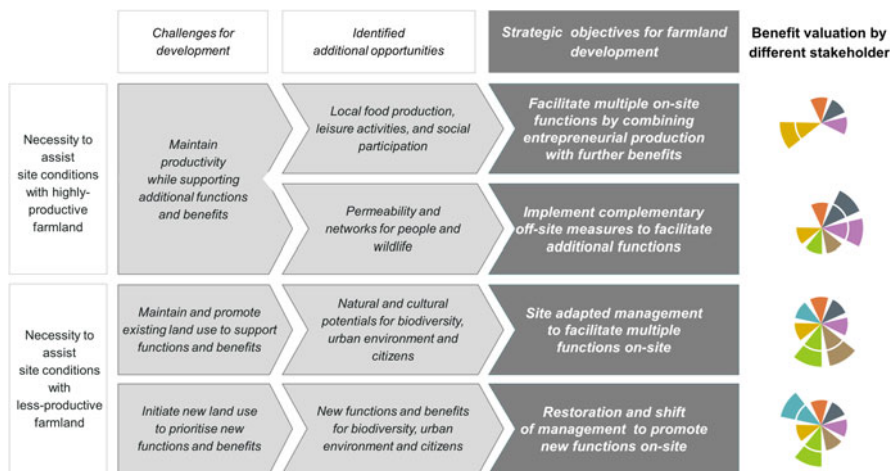 Challenges for
development
Identified
additional opportunities
Strategic objectives for farmland
development
Benefit valuation by
different stakeholder
Necessity to
assist
site conditions
with highly-
productive
farmland
Maintain
productivity
while supporting
additional functions
and benefits
Local food production,
leisure activities, and social
participation
Facilitate multiple on-site
functions by combining
entrepreneurial production
with further benefits
Permeability and
networks for people and
wildlife
Implement complementary
off-site measures to facilitate
additional functions
Necessity to
assist
site conditions
with
less-productive
farmland
Maintain and promote
existing land use to support
functions and benefits
Natural and cultural
potentials for biodiversity,
urban environment and
citizens
Site adapted management
to facilitate multiple
functions on-site
Initiate new land use
to prioritise new
functions and benefits
New functions and benefits
for biodiversity, urban
environment and citizens
Restoration and shift
of management to promote
new functions on-site